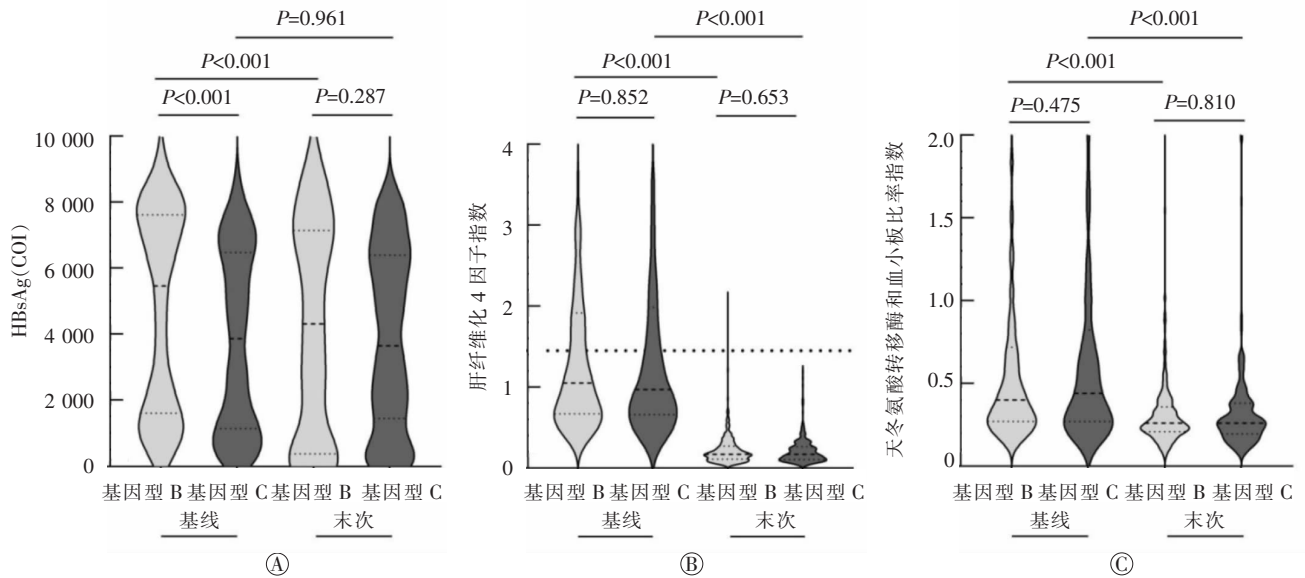 P=0.961
P<0.001
P<0.001
P=0.287
HBsAg(COI)
10 000
8 000
6 000
4 000
2 000
0
基因型 B 基因型 C 基因型 B 基因型 C
基线
末次
Ⓐ
P<0.001
P<0.001
P=0.852
P=0.653
肝纤维化 4 因子指数
4
3
2
1
0
基因型 B 基因型 C 基因型 B 基因型 C
基线
末次
Ⓑ
P<0.001
P<0.001
P=0.475
P=0.810
天冬氨酸转移酶和血小板比率指数
2.0
1.5
1.0
0.5
0
基因型 B 基因型 C 基因型 B 基因型 C
基线
末次
Ⓒ